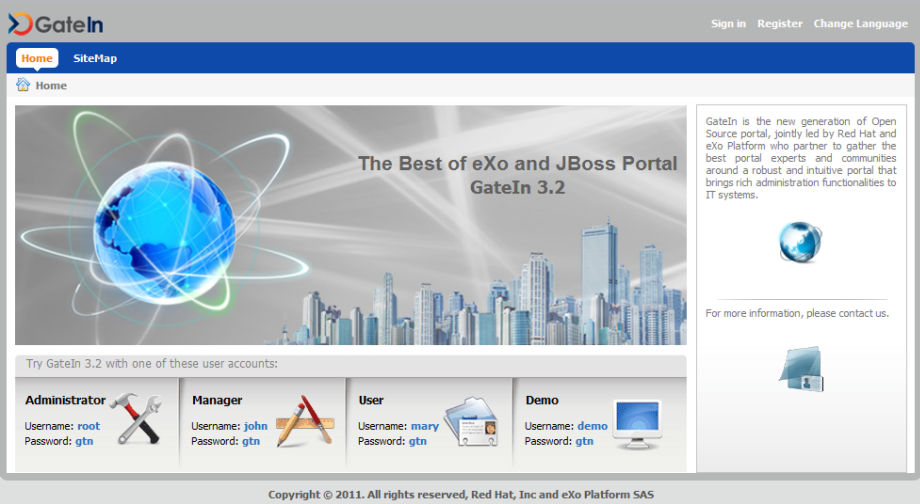 GateIn
Sign in Register Change Language
Home SiteMap
Home
The Best of eXo and JBoss Portal
GateIn 3.2
GateIn is the new generation of Open
Source portal, jointly led by Red Hat and
eXo Platform who partner to gather the
best portal experts and communities
around a robust and intuitive portal that
brings rich administration functionalities to
IT systems.
For more information, please contact us.
Try GateIn 3.2 with one of these user accounts:
Administrator
Username: root
Password: gtn
Manager
Username: john
Password: gtn
User
Username: mary
Password: gtn
Demo
Username: demo
Password: gtn
Copyright © 2011. All rights reserved, Red Hat, Inc and eXo Platform SAS